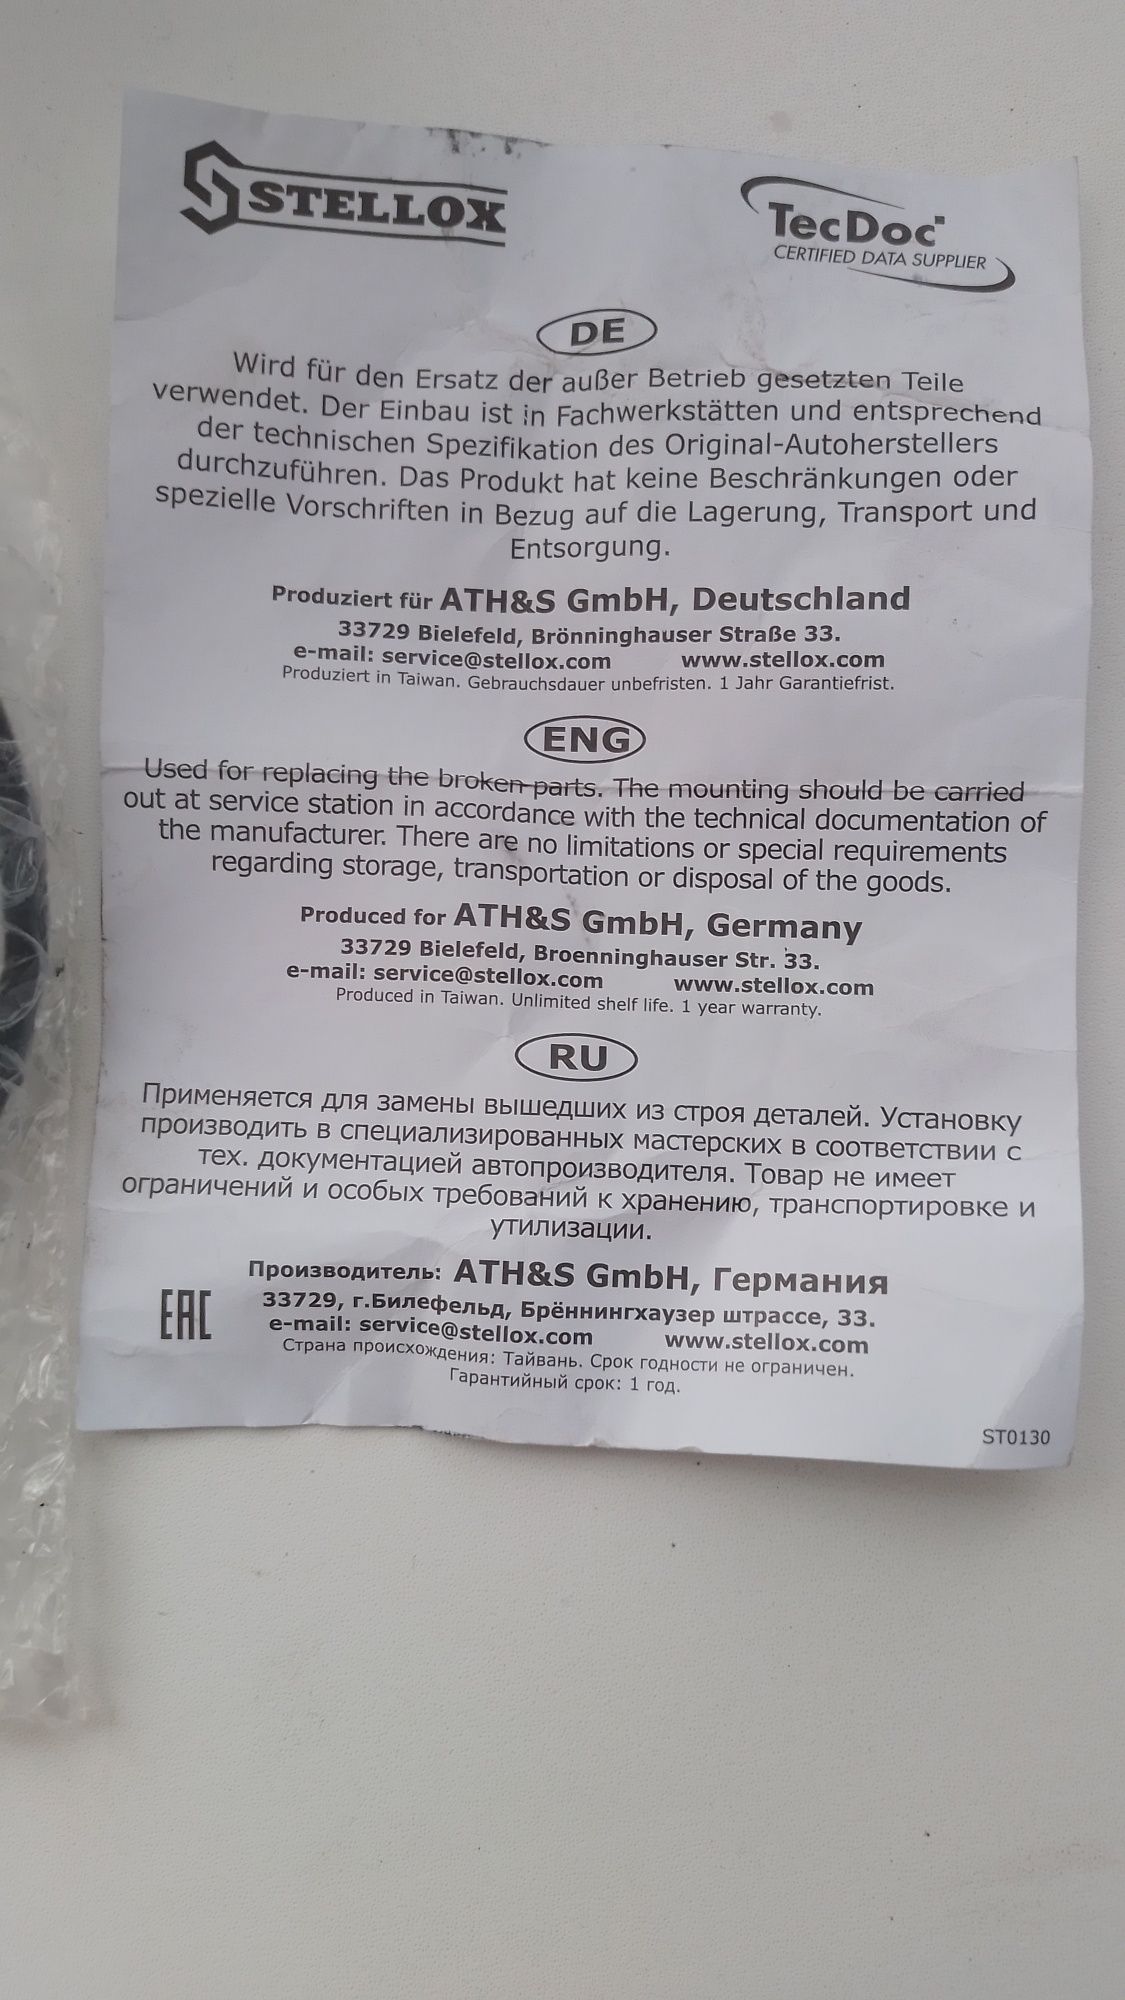 STELLOX
TecDoc
CERTIFIED DATA SUPPLIER
DE
Wird für den Ersatz der außer Betrieb gesetzten Teile
verwendet. Der Einbau ist in Fachwerkstätten und entsprechend
der technischen Spezifikation des Original-Autoherstellers
durchzuführen. Das Produkt hat keine Beschränkungen oder
spezielle Vorschriften in Bezug auf die Lagerung, Transport und
Entsorgung.
Produziert für ATH&S GmbH, Deutschland
33729 Bielefeld, Brönninghauser Straße 33.
e-mail: service@stellox.com www.stellox.com
Produziert in Taiwan. Gebrauchsdauer unbefristen. 1 Jahr Garantiefrist.
ENG
Used for replacing the broken parts. The mounting should be carried
out at service station in accordance with the technical documentation of
the manufacturer. There are no limitations or special requirements
regarding storage, transportation or disposal of the goods.
Produced for ATH&S GmbH, Germany
33729 Bielefeld, Broenninghauser Str. 33.
e-mail: service@stellox.com www.stellox.com
Produced in Taiwan. Unlimited shelf life. 1 year warranty.
RU
Применяется для замены вышедших из строя деталей. Установку
производить в специализированных мастерских в соответствии с
тех. документацией автопроизводителя. Товар не имеет
ограничений и особых требований к хранению, транспортировке и
утилизации.
Производитель: ATH&S GmbH, Германия
33729, г.Билефельд, Брённингхаузер штрассе, 33.
e-mail: service@stellox.com www.stellox.com
Страна происхождения: Тайвань. Срок годности не ограничен.
Гарантийный срок: 1 год.
EAC
ST0130